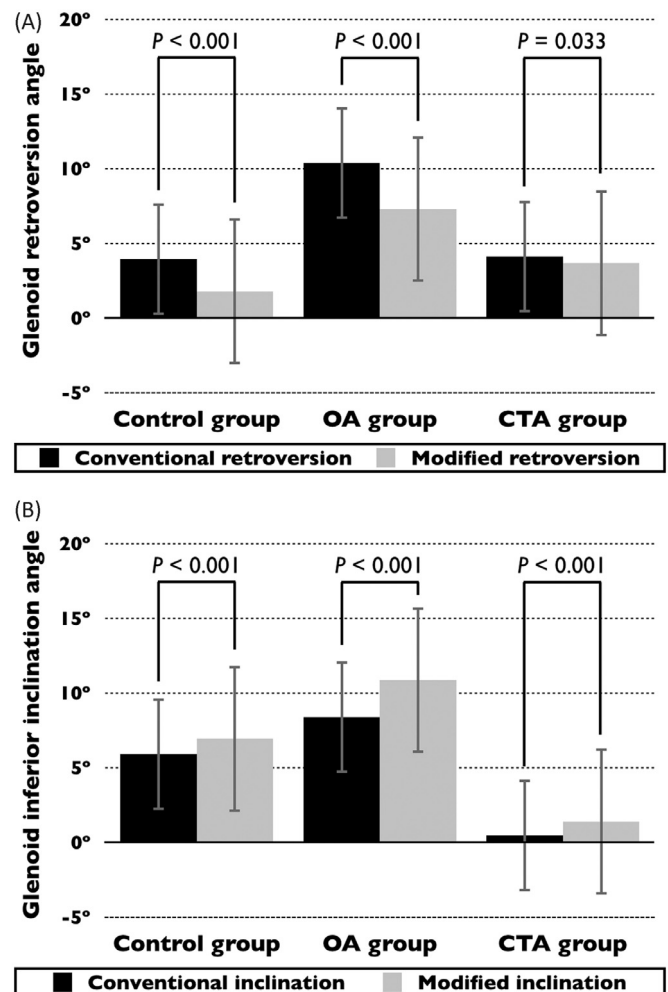 (A)
Glenoid retroversion angle
20°
15°
10°
5°
0°
-5°
P < 0.001
P < 0.001
P = 0.033
Control group
OA group
CTA group
Conventional retroversion
Modified retroversion
(B)
Glenoid inferior inclination angle
20°
15°
10°
5°
0°
-5°
P < 0.001
P < 0.001
P < 0.001
Control group
OA group
CTA group
Conventional inclination
Modified inclination